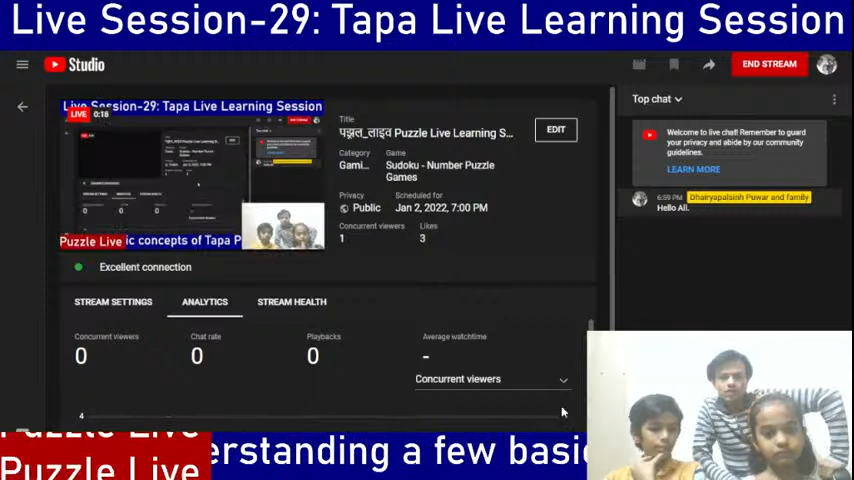 Live Session-29: Tapa Live Learning Session
Studio
END STREAM
Live Session-29: Tapa Live Learning Session
LIVE 0:18
Puzzle Live
ic concepts of Tapa P
Title
पझल_लाइव Puzzle Live Learning S...
EDIT
Category
Gami...
Game
Sudoku - Number Puzzle
Games
Privacy
Public
Scheduled for
Jan 2, 2022, 7:00 PM
Concurrent viewers
1
Likes
3
Excellent connection
STREAM SETTINGS
ANALYTICS
STREAM HEALTH
Concurrent viewers
0
Chat rate
0
Playbacks
0
Average watchtime
-
Concurrent viewers
4
Top chat
Welcome to live chat! Remember to guard
your privacy and abide by our community
guidelines.
LEARN MORE
6:59 PM Dhairyapalsinh Puwar and family
Hello All.
Puzzle Live
Puzzle Live
erstanding a few basi